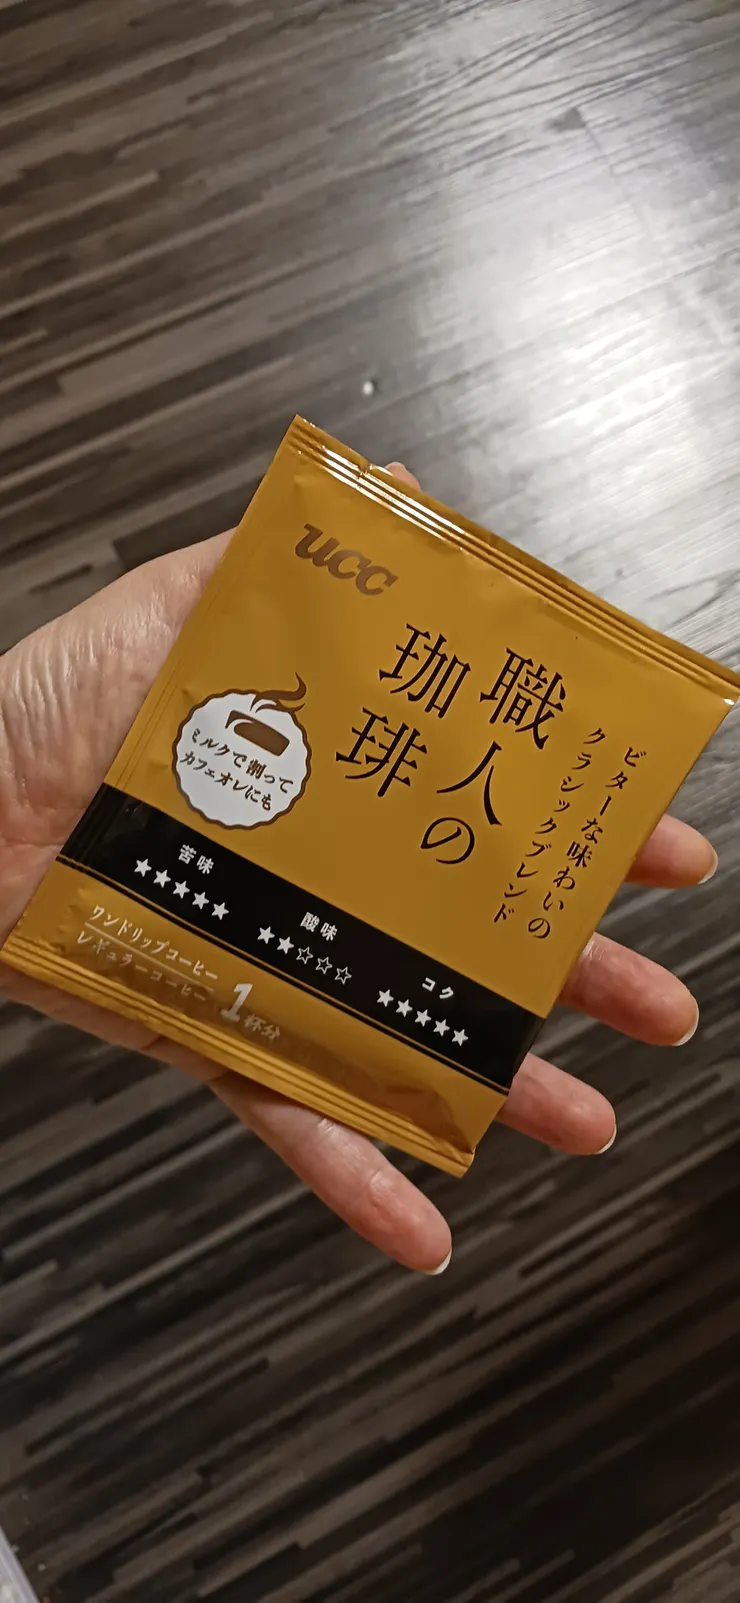 UCC
職人の
珈琲
ビターな味わいの
クラシックブレンド
ミルクで割って
カフェオレにも
苦味
★★★★★
酸味
★★☆☆☆
コク
★★★★★
ワンドリップコーヒー
レギュラーコーヒー
1杯分